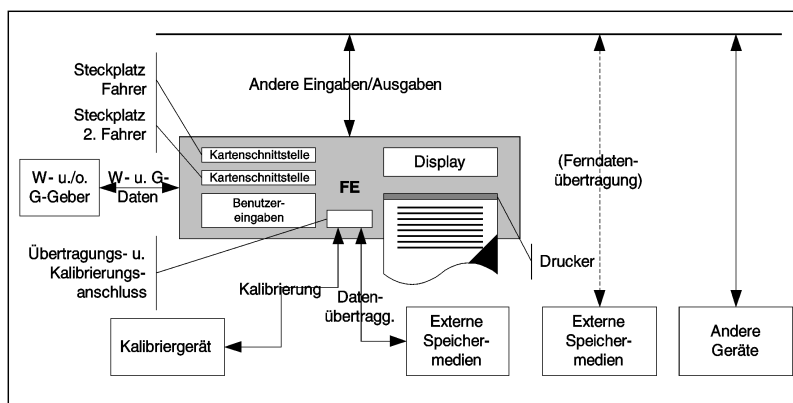 Steckplatz
Fahrer
Andere Eingaben/Ausgaben
Steckplatz
2. Fahrer
Kartenschnittstelle
Kartenschnittstelle
Display
(Ferndaten-
übertragung)
W- u./o.
G-Geber
W- u. G-
Daten
FE
Benutzer-
eingaben
Übertragungs- u.
Kalibrierungs-
anschluss
Drucker
Kalibrierung
Daten-
übertragg.
Kalibriergerät
Externe
Speicher-
medien
Externe
Speicher-
medien
Andere
Geräte